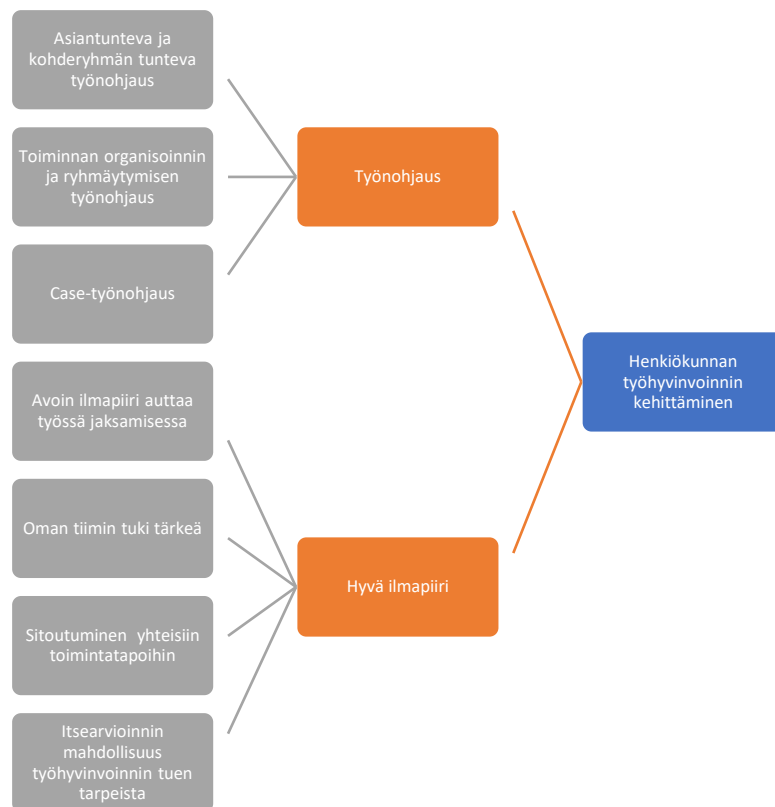 Asiantunteva ja
kohderyhmän tunteva
työnohjaus
Toiminnan organisoinnin
ja ryhmäytymisen
työnohjaus
Case-työnohjaus
Avoin ilmapiiri auttaa
työssä jaksamisessa
Oman tiimin tuki tärkeä
Sitoutuminen yhteisiin
toimintatapoihin
Itsearvioinnin
mahdollisuus
työhyvinvoinnin tuen
tarpeista
Työnohjaus
Hyvä ilmapiiri
Henkiökunnan
työhyvinvoinnin
kehittäminen